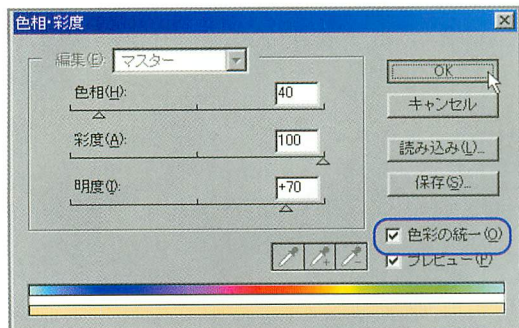 色相・彩度
編集(E): マスター
色相(H): 40
彩度(A): 100
明度(I): +70
OK
キャンセル
読み込み(L)...
保存(S)...
色彩の統一(O)
プレビュー(P)